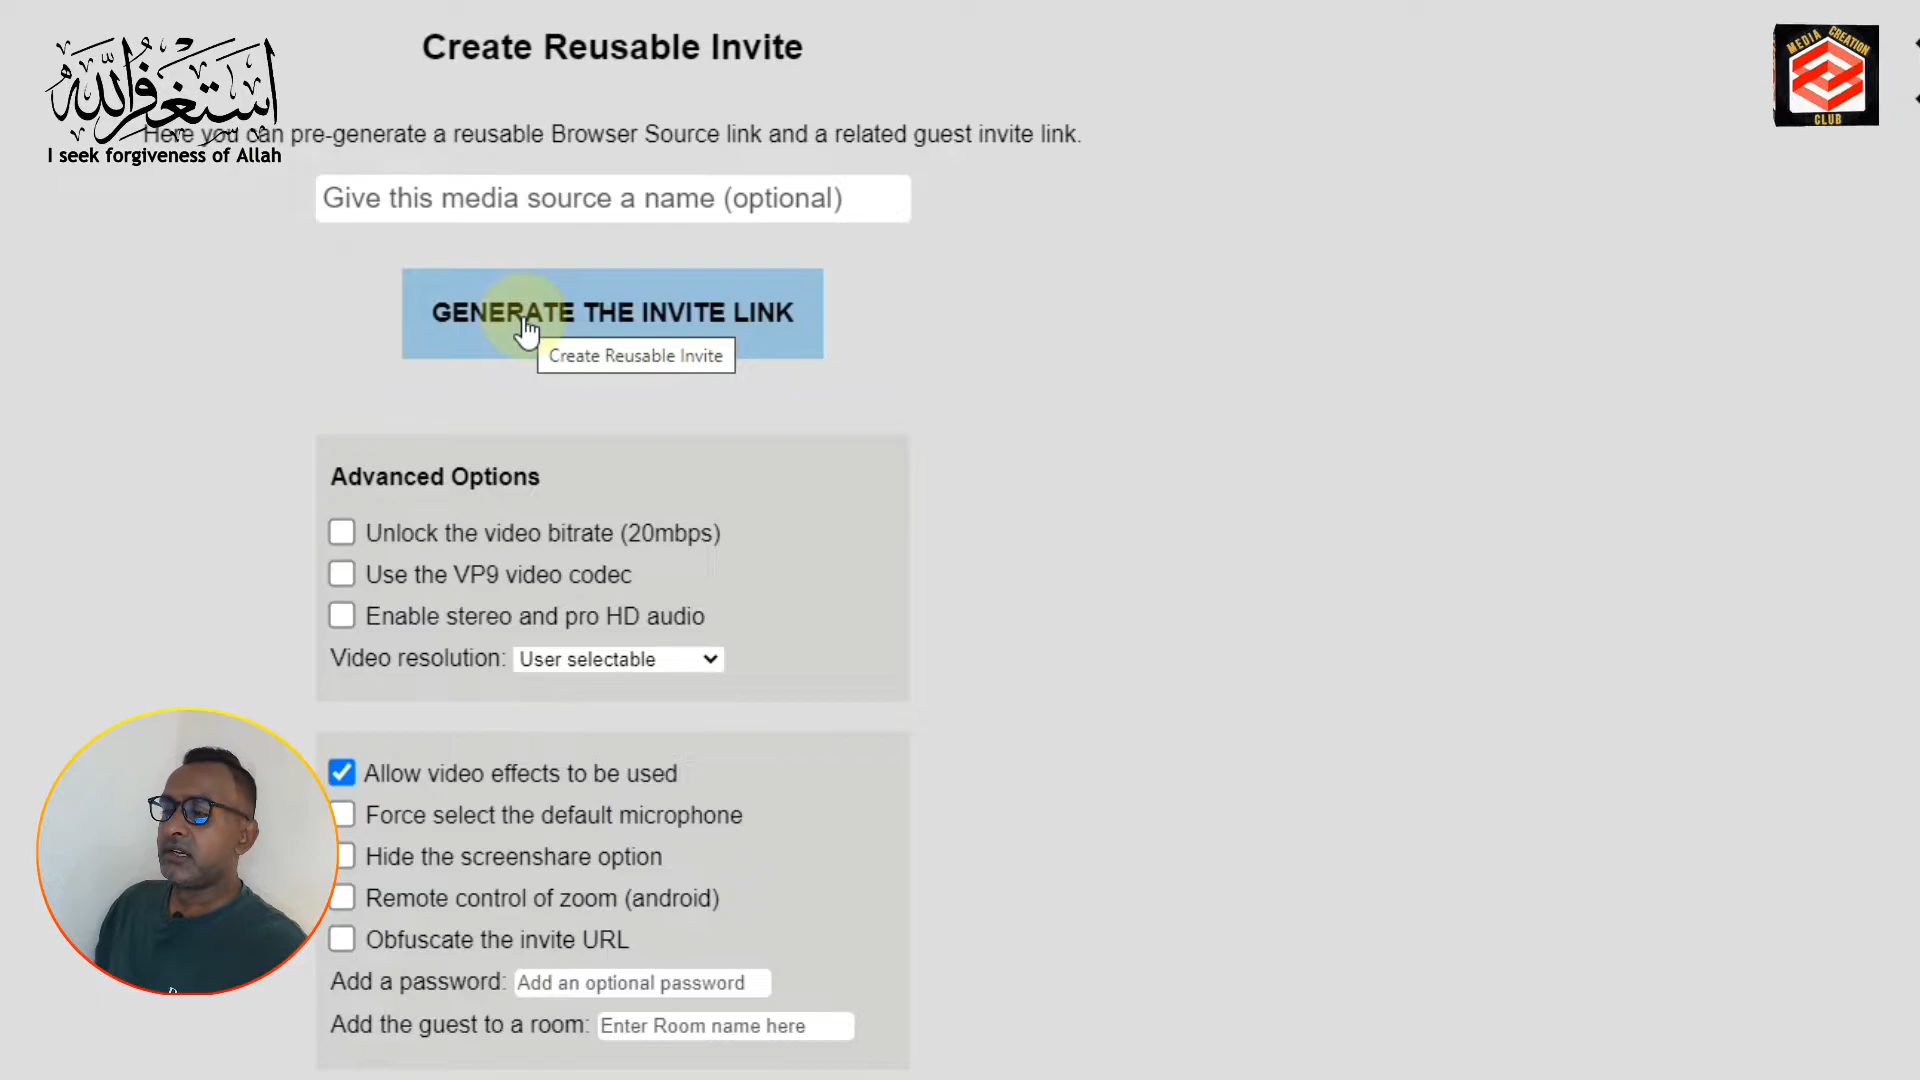 Create Reusable Invite
أستغفر الله
I seek forgiveness of Allah
MEDIA CREATION
CLUB
Here you can pre-generate a reusable Browser Source link and a related guest invite link.
Give this media source a name (optional)
GENERATE THE INVITE LINK
Create Reusable Invite
Advanced Options
Unlock the video bitrate (20mbps)
Use the VP9 video codec
Enable stereo and pro HD audio
Video resolution: User selectable
Allow video effects to be used
Force select the default microphone
Hide the screenshare option
Remote control of zoom (android)
Obfuscate the invite URL
Add a password: Add an optional password
Add the guest to a room: Enter Room name here